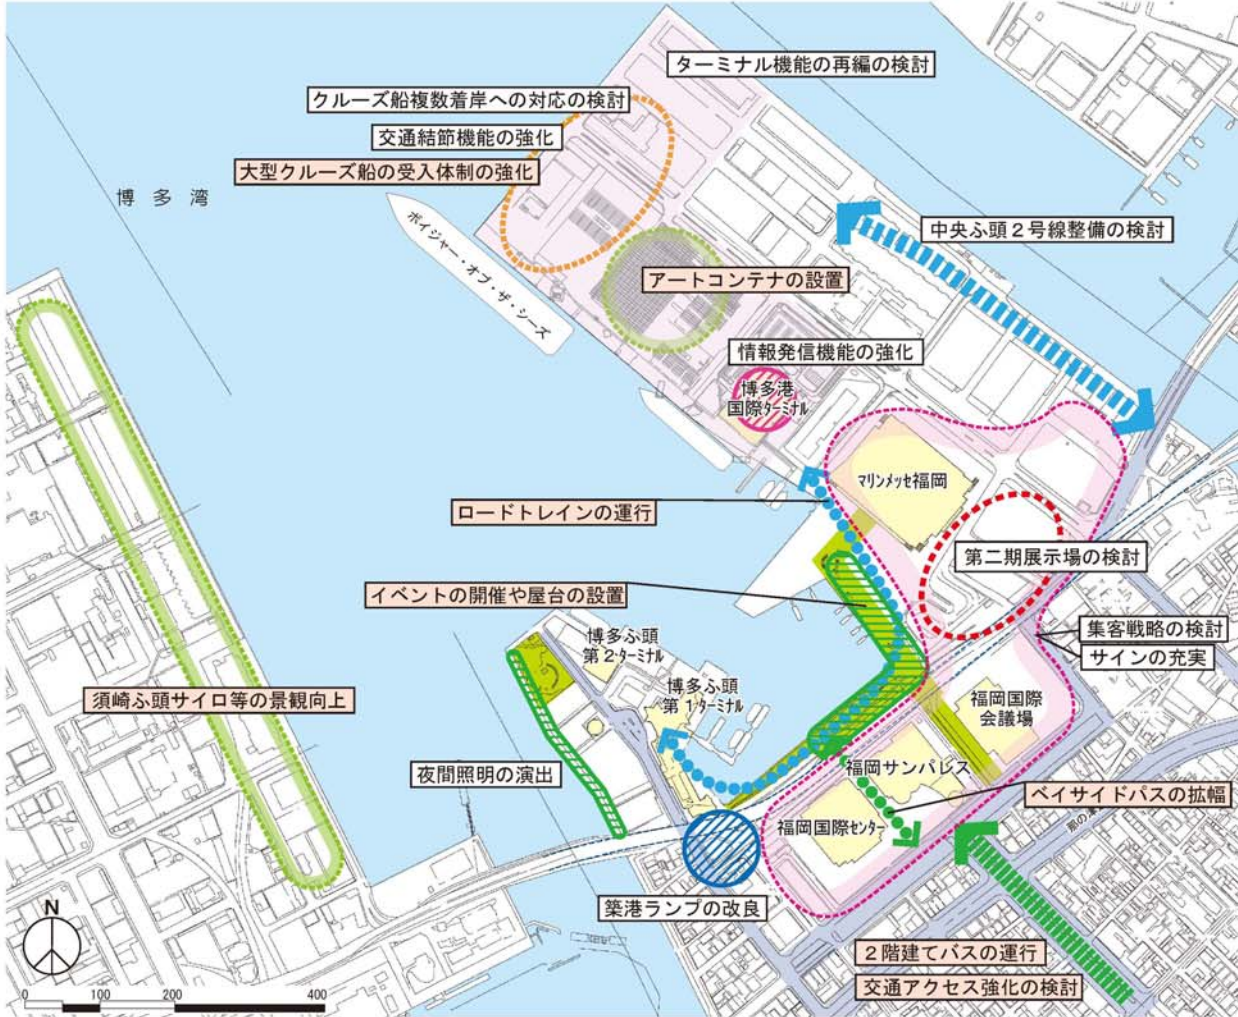 ターミナル機能の再編の検討
クルーズ船複数着岸への対応の検討
交通結節機能の強化
大型クルーズ船の受入体制の強化
博多湾
ボイジャー・オブ・ザ・シーズ
中央ふ頭2号線整備の検討
アートコンテナの設置
情報発信機能の強化
博多港
国際ターミナル
マリンメッセ福岡
ロードトレインの運行
第二期展示場の検討
イベントの開催や屋台の設置
集客戦略の検討
サインの充実
博多ふ頭
第2ターミナル
博多ふ頭
第1ターミナル
福岡国際
会議場
須崎ふ頭サイロ等の景観向上
夜間照明の演出
福岡サンパレス
ベイサイドパスの拡幅
福岡国際センター
築港ランプの改良
2階建てバスの運行
交通アクセス強化の検討
N
0 100 200 400